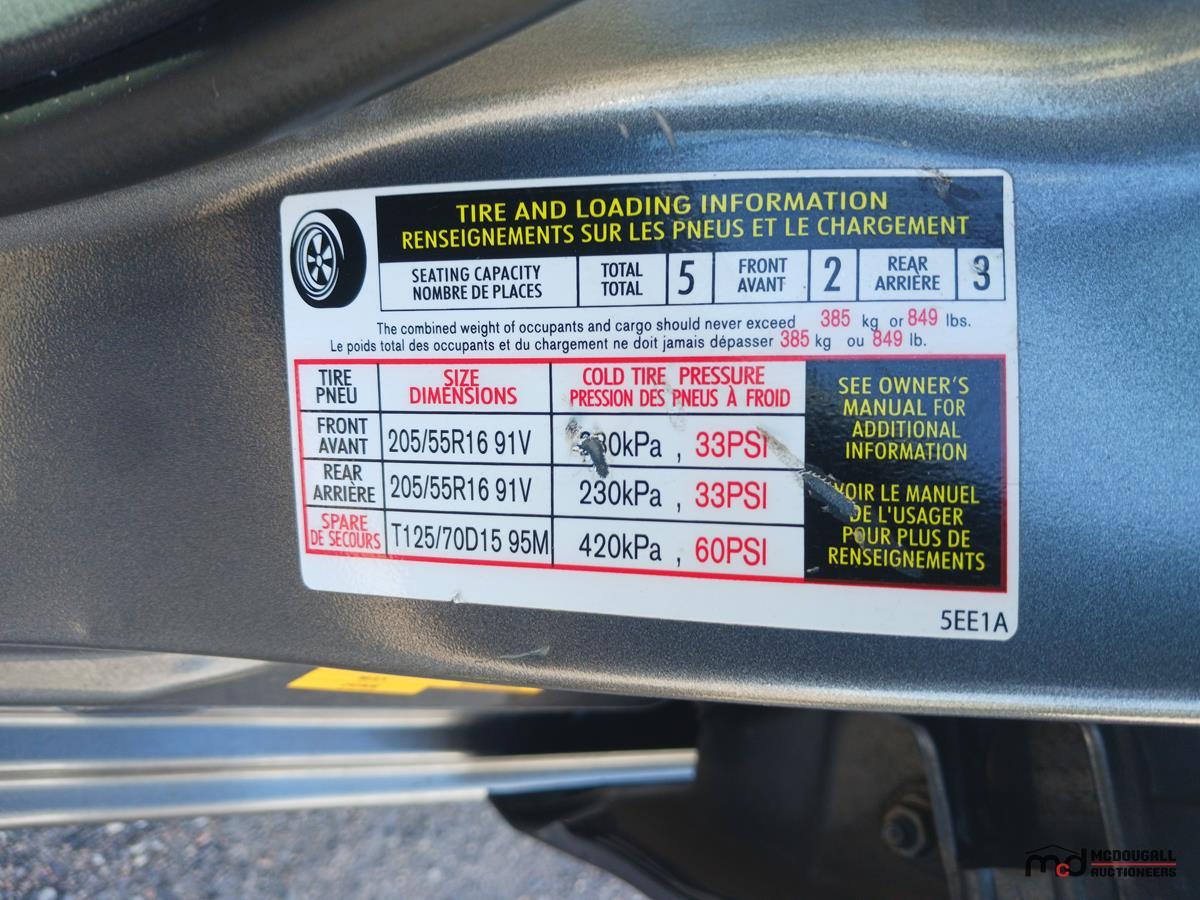 TIRE AND LOADING INFORMATION
RENSEIGNEMENTS SUR LES PNEUS ET LE CHARGEMENT
SEATING CAPACITY
NOMBRE DE PLACES
TOTAL
TOTAL
5
FRONT
AVANT
2
REAR
ARRIÈRE
3
The combined weight of occupants and cargo should never exceed 385 kg or 849 lbs.
Le poids total des occupants et du chargement ne doit jamais dépasser 385 kg ou 849 lb.
TIRE
PNEU
SIZE
DIMENSIONS
COLD TIRE PRESSURE
PRESSION DES PNEUS À FROID
FRONT
AVANT
205/55R16 91V
33PSI
REAR
ARRIÈRE
205/55R16 91V
230kPa , 33PSI
SPARE
DE SECOURS
T125/70D15 95M
420kPa , 60PSI
SEE OWNER'S
MANUAL FOR
ADDITIONAL
INFORMATION
VOIR LE MANUEL
DE L'USAGER
POUR PLUS DE
RENSEIGNEMENTS
5EE1A
mcd MCDOUGALL
AUCTIONEERS